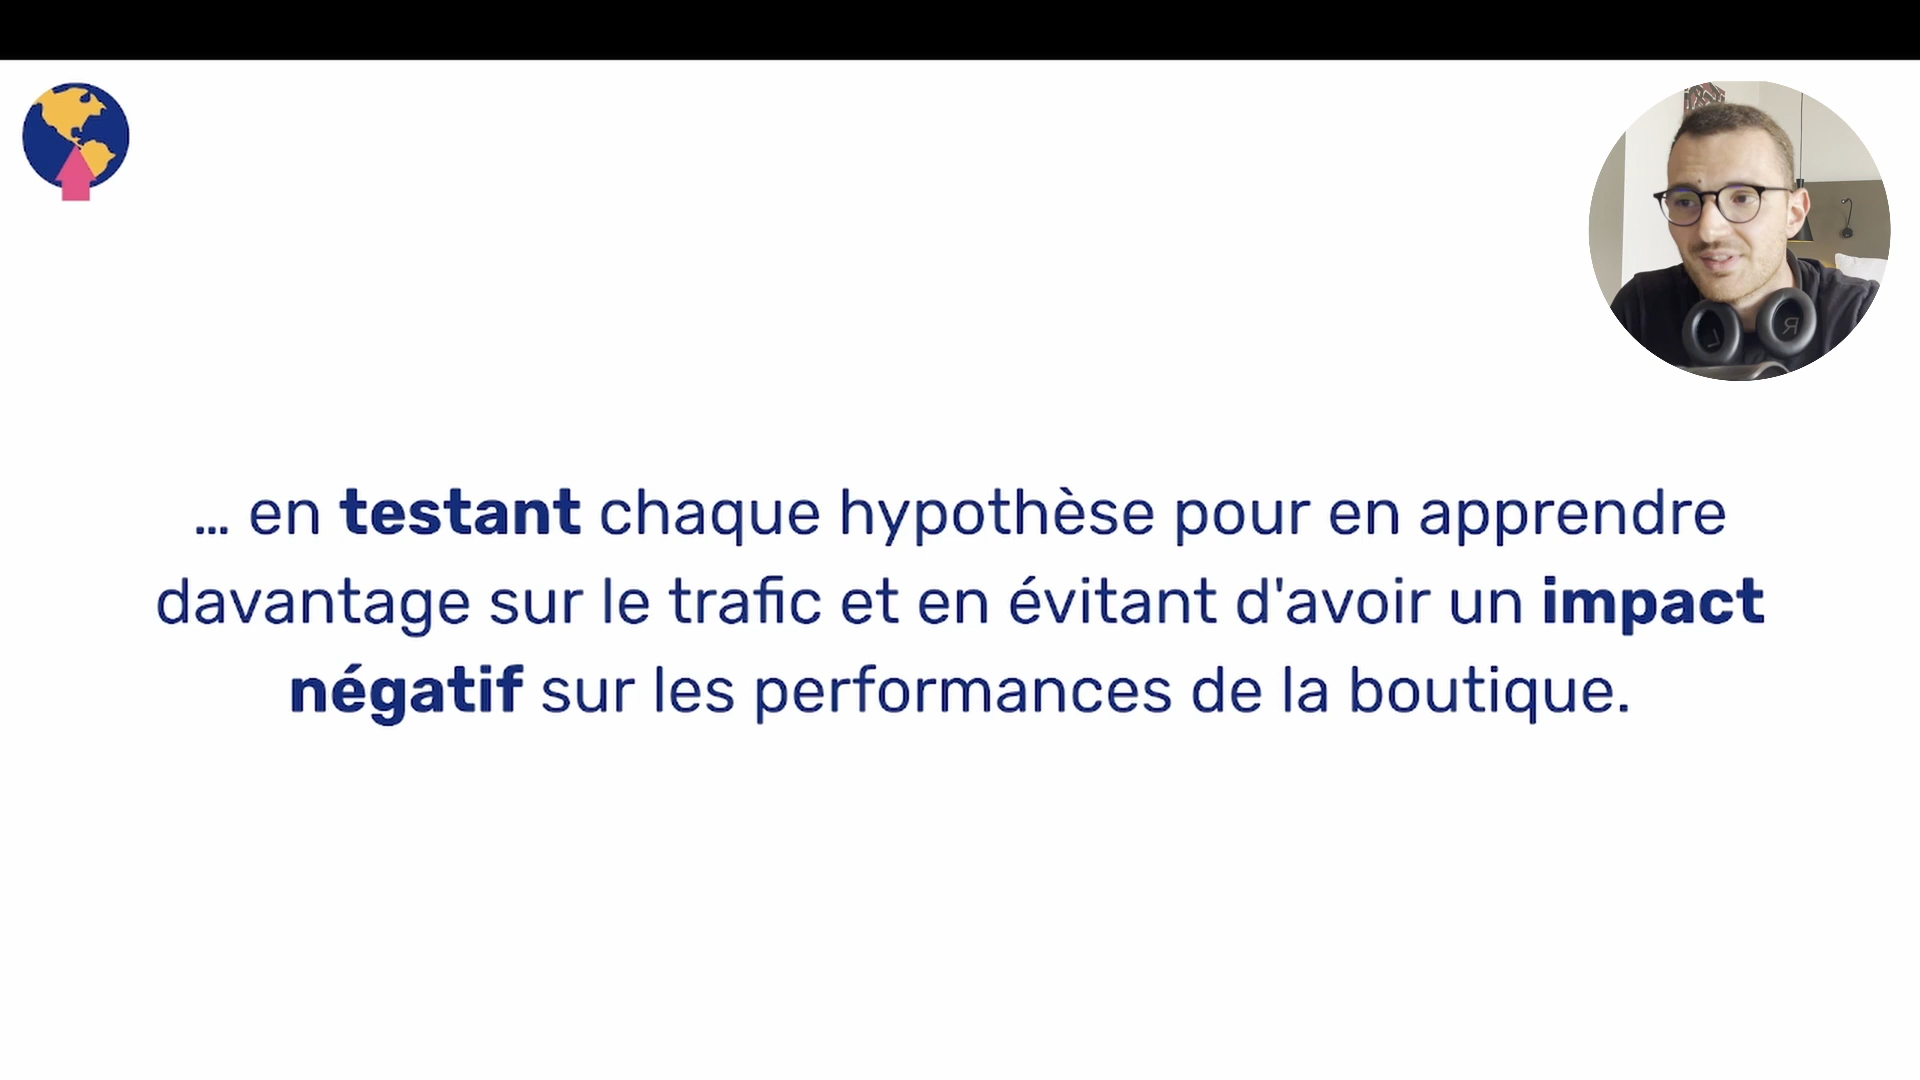 ... en testant chaque hypothèse pour en apprendre
davantage sur le trafic et en évitant d'avoir un impact
négatif sur les performances de la boutique.
L
R